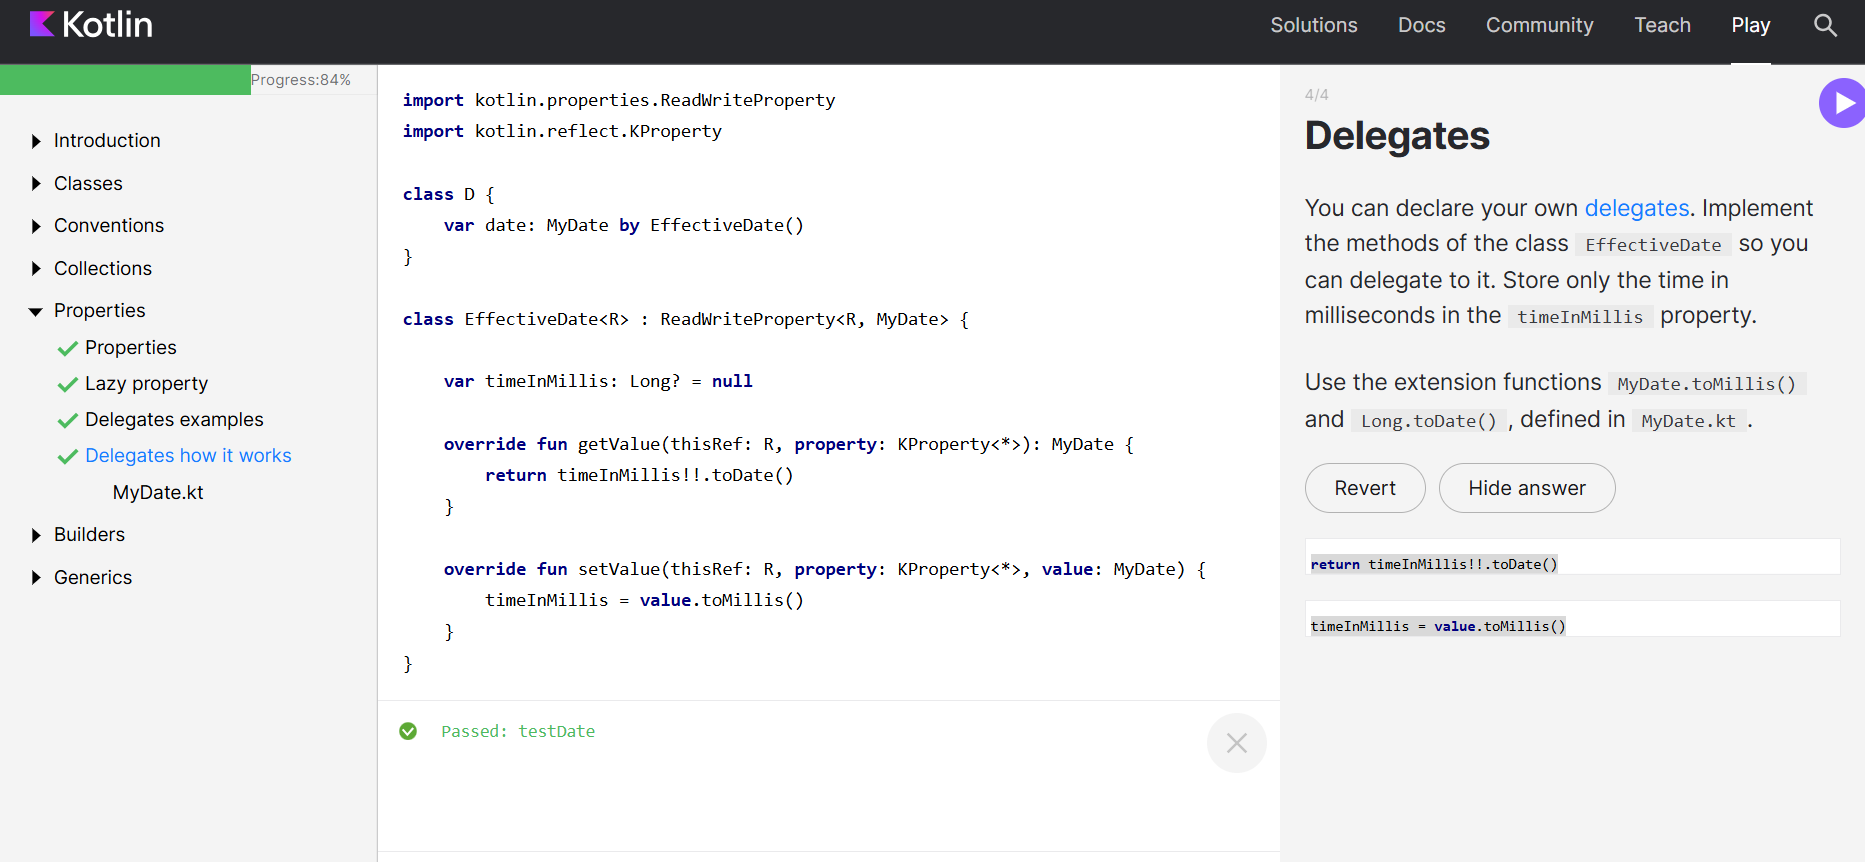 Kotlin
Solutions
Docs
Community
Teach
Play
Progress:84%
Introduction
Classes
Conventions
Collections
Properties
Properties
Lazy property
Delegates examples
Delegates how it works
MyDate.kt
Builders
Generics
import kotlin.properties.ReadWriteProperty
import kotlin.reflect.KProperty
class D {
    var date: MyDate by EffectiveDate()
}
class EffectiveDate<R> : ReadWriteProperty<R, MyDate> {
    var timeInMillis: Long? = null
    override fun getValue(thisRef: R, property: KProperty<*>): MyDate {
        return timeInMillis!!.toDate()
    }
    override fun setValue(thisRef: R, property: KProperty<*>, value: MyDate) {
        timeInMillis = value.toMillis()
    }
}
Passed: testDate
4/4
Delegates
You can declare your own delegates. Implement
the methods of the class EffectiveDate so you
can delegate to it. Store only the time in
milliseconds in the timeInMillis property.
Use the extension functions MyDate.toMillis()
and Long.toDate() , defined in MyDate.kt .
Revert
Hide answer
return timeInMillis!!.toDate()
timeInMillis = value.toMillis()